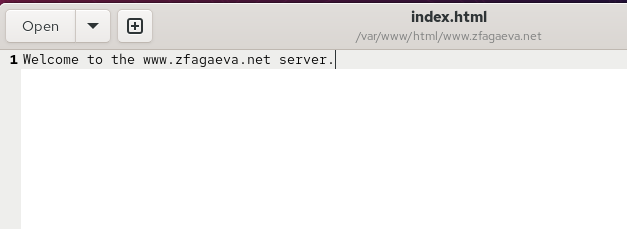 Open
index.html
/var/www/html/www.zfagaeva.net
1 Welcome to the www.zfagaeva.net server.